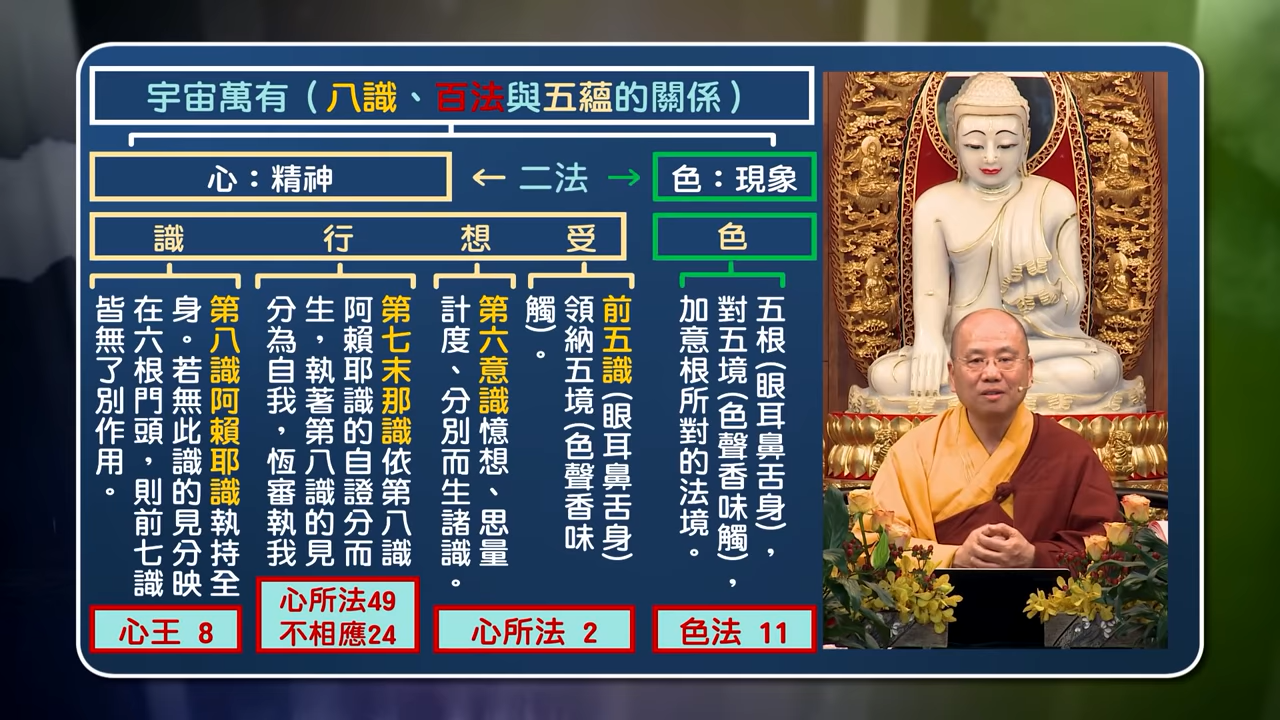 宇宙萬有（八識、百法與五蘊的關係）
心：精神
←二法→
色：現象
識
行
想
受
色
五根(眼耳鼻舌身)，
對五境(色聲香味觸)，
加意根所對的法境。
前五識(眼耳鼻舌身)
領納五境(色聲香味
觸)。
第六意識憶想、思量
計度、分別而生諸識。
第七末那識依第八識
阿賴耶識的自證分而
生，執著第八識的見
分為自我，恆審執我
第八識阿賴耶識執持全
身。若無此識的見分映
在六根門頭，則前七識
皆無了別作用。
心王 8
心所法49
不相應24
心所法 2
色法 11